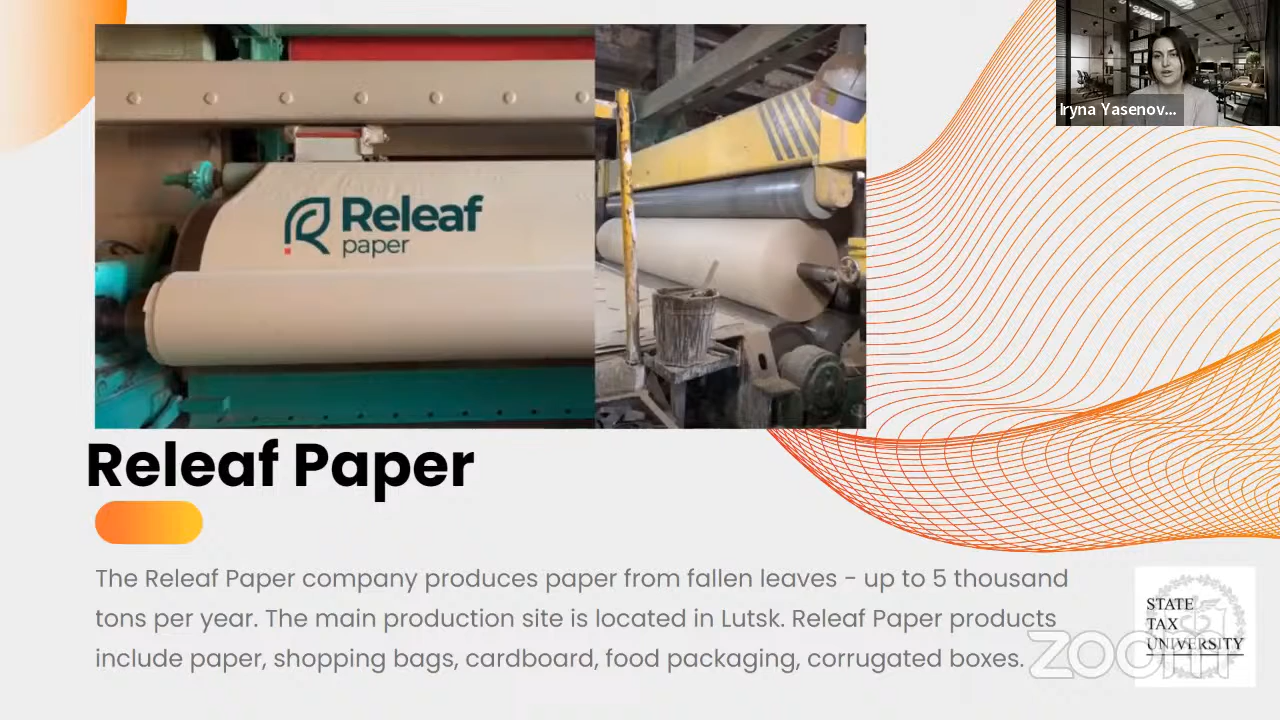 Iryna Yasenov...
Releaf
paper
Releaf Paper
The Releaf Paper company produces paper from fallen leaves - up to 5 thousand
tons per year. The main production site is located in Lutsk. Releaf Paper products
include paper, shopping bags, cardboard, food packaging, corrugated boxes.
STATE
TAX
UNIVERSITY
zoom